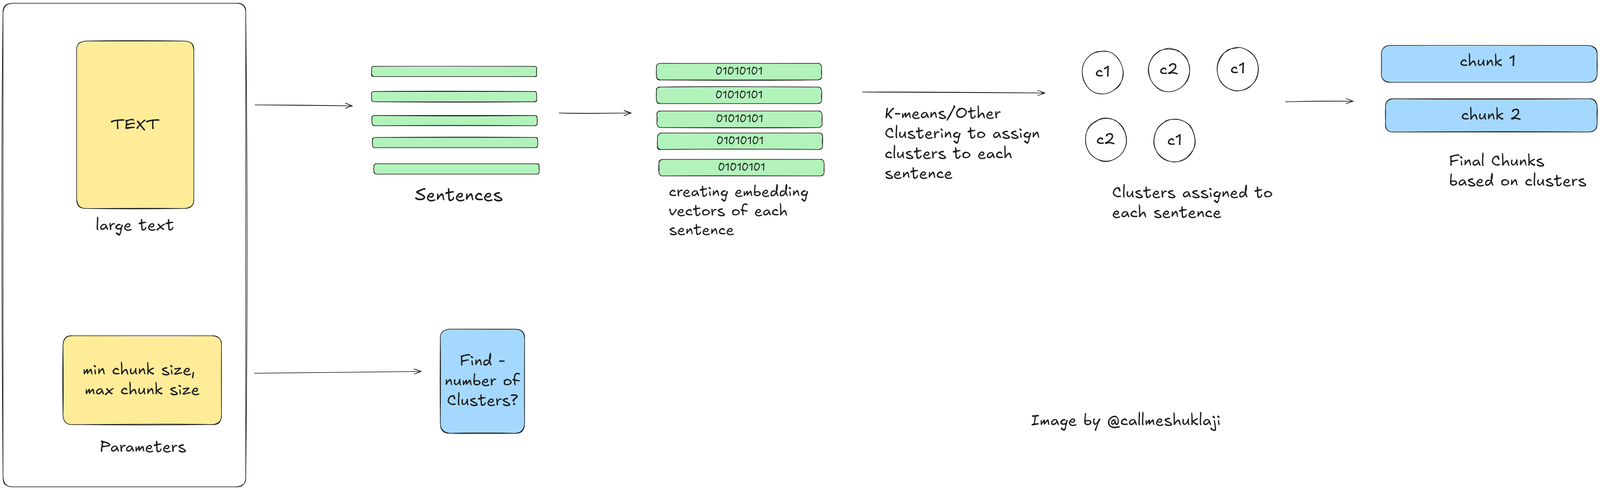 TEXT
large text
min chunk size,
max chunk size
Parameters
Sentences
01010101
01010101
01010101
01010101
01010101
creating embedding
vectors of each
sentence
Find -
number of
Clusters?
K-means/Other
Clustering to assign
clusters to each
sentence
c1
c2
c1
c2
c1
Clusters assigned to
each sentence
chunk 1
chunk 2
Final Chunks
based on clusters
Image by @callmeshuklaji